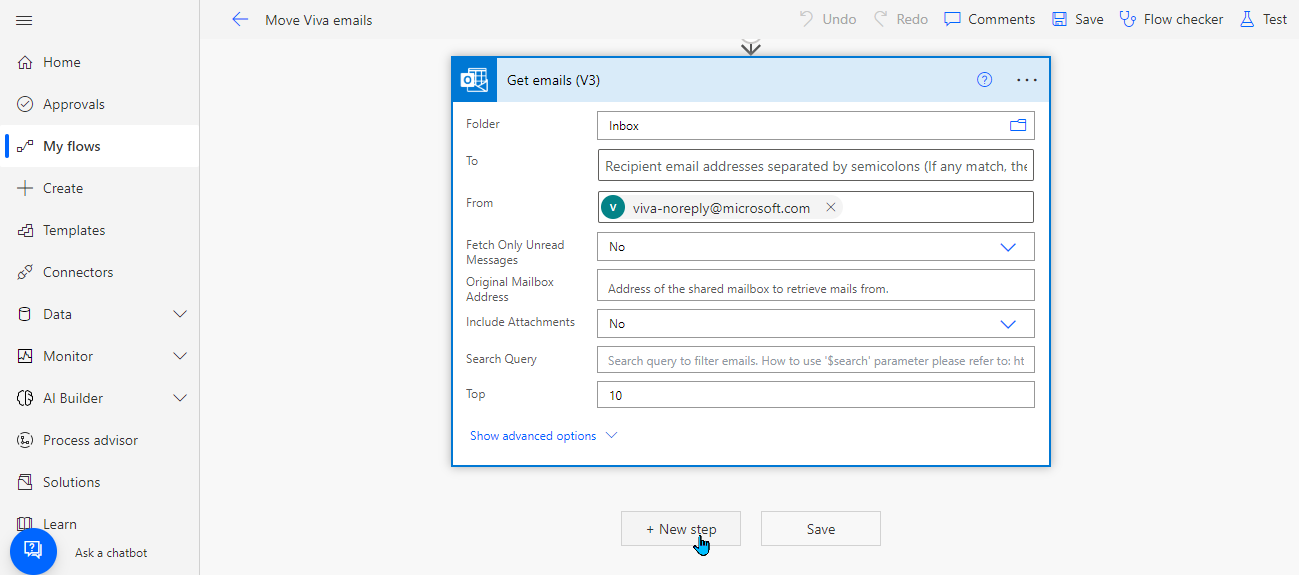 Move Viva emails
Undo
Redo
Comments
Save
Flow checker
Test
Home
Approvals
My flows
Create
Templates
Connectors
Data
Monitor
AI Builder
Process advisor
Solutions
Learn
Ask a chatbot
Get emails (V3)
Folder
Inbox
To
Recipient email addresses separated by semicolons (If any match, the
From
V
viva-noreply@microsoft.com
Fetch Only Unread
Messages
No
Original Mailbox
Address
Address of the shared mailbox to retrieve mails from.
Include Attachments
No
Search Query
Search query to filter emails. How to use '$search' parameter please refer to: ht
Top
10
Show advanced options
+ New step
Save